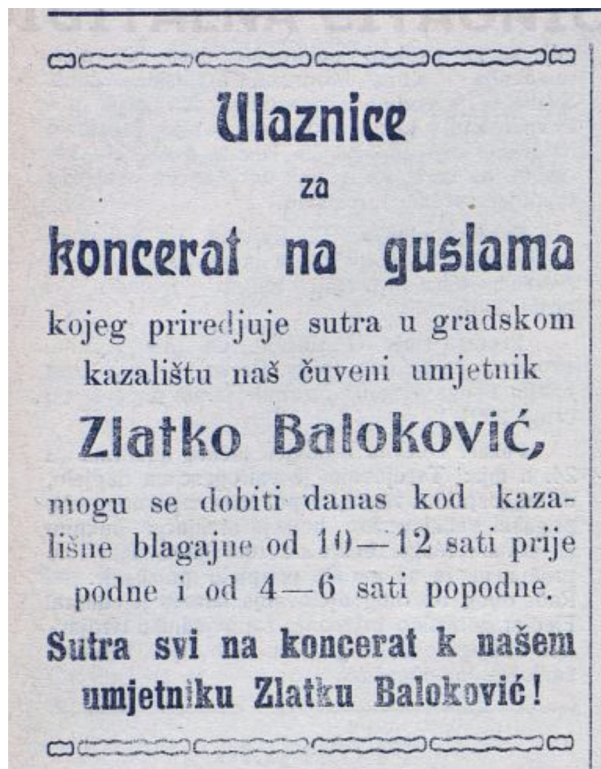 Ulaznice
za
koncerat na guslama
kojeg priredjuje sutra u gradskom
kazalištu naš čuveni umjetnik
Zlatko Baloković,
mogu se dobiti danas kod kaza-
lišne blagajne od 10—12 sati prije
podne i od 4—6 sati popodne.
Sutra svi na koncerat k našem
umjetniku Zlatku Baloković!